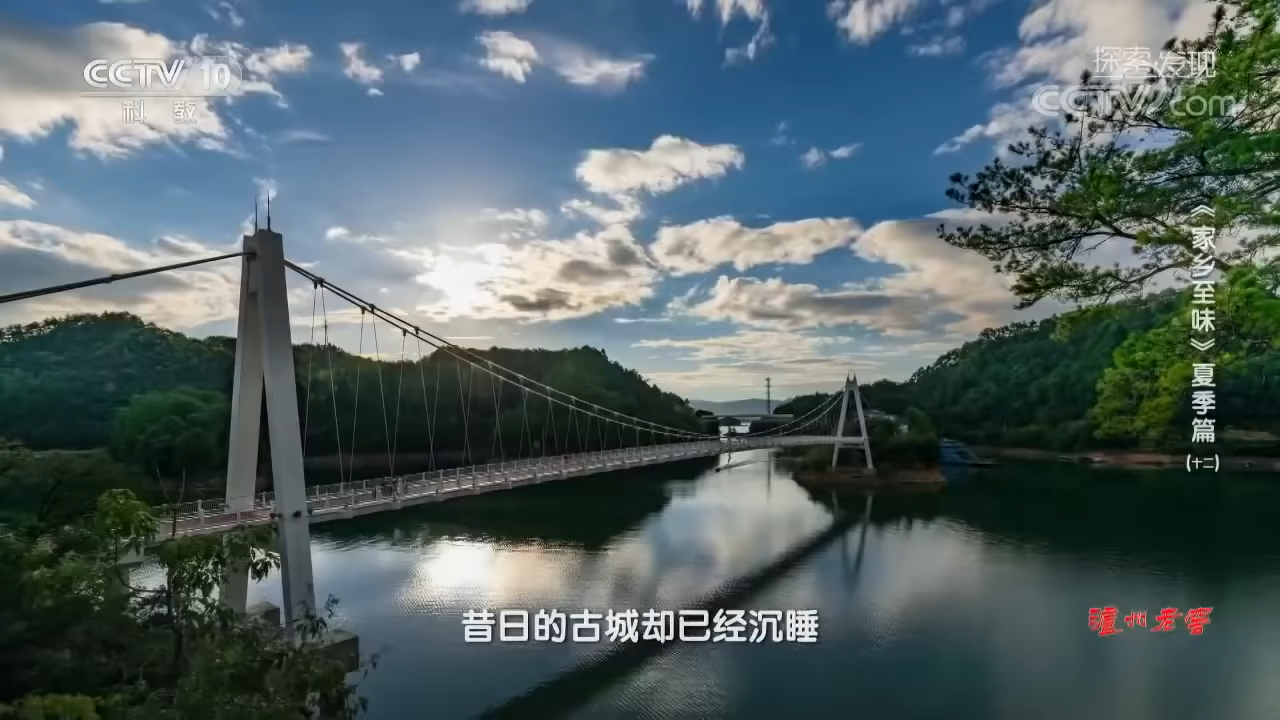 CCTV 10
科教
探索发现
CCTV.com
《家乡至味》夏季篇
(十二)
昔日的古城却已经沉睡
泸州老窖